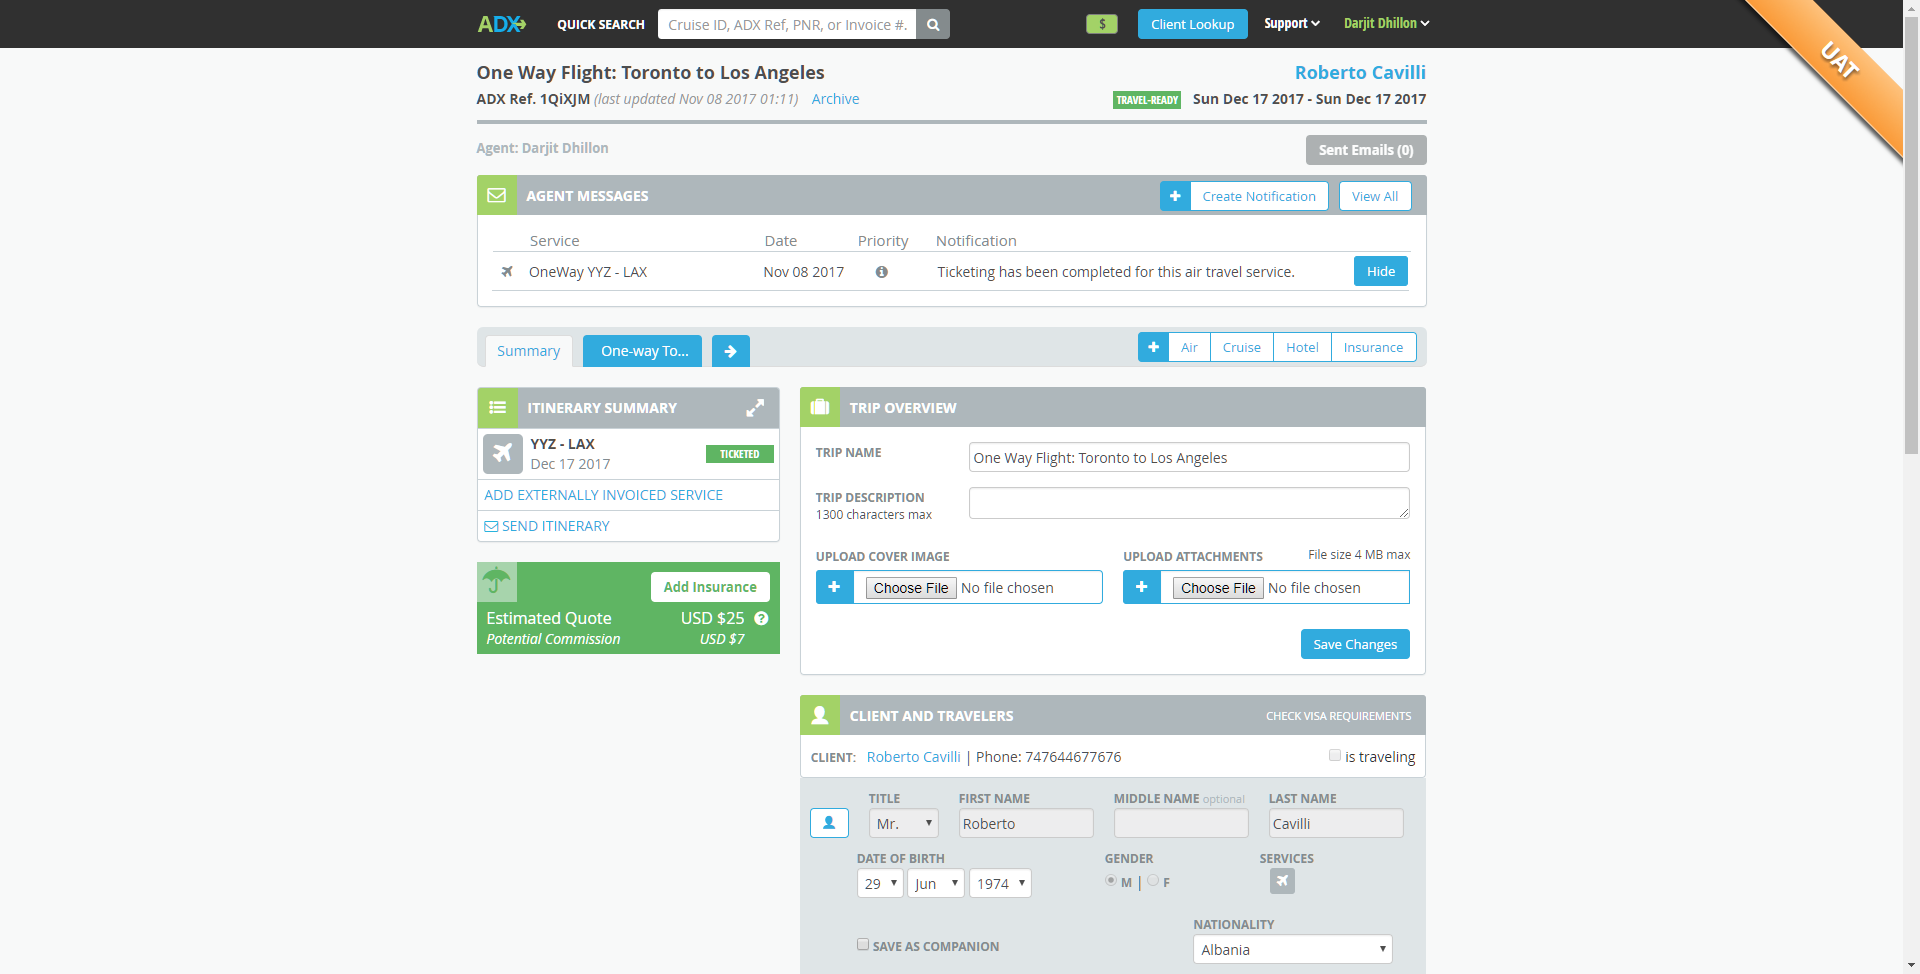 ADX QUICK SEARCH Cruise ID, ADX Ref, PNR, or Invoice #. $ Client Lookup Support Darjit Dhillon
UAT
One Way Flight: Toronto to Los Angeles Roberto Cavilli
ADX Ref. 1QiXJM (last updated Nov 08 2017 01:11) Archive TRAVEL-READY Sun Dec 17 2017 - Sun Dec 17 2017
Agent: Darjit Dhillon Sent Emails (0)
AGENT MESSAGES + Create Notification View All
Service Date Priority Notification
OneWay YYZ - LAX Nov 08 2017 Ticketing has been completed for this air travel service. Hide
Summary One-way To... + Air Cruise Hotel Insurance
ITINERARY SUMMARY
YYZ - LAX
Dec 17 2017 TICKETED
ADD EXTERNALLY INVOICED SERVICE
SEND ITINERARY
Add Insurance
Estimated Quote USD $25 ?
Potential Commission USD $7
TRIP OVERVIEW
TRIP NAME One Way Flight: Toronto to Los Angeles
TRIP DESCRIPTION
1300 characters max
UPLOAD COVER IMAGE UPLOAD ATTACHMENTS File size 4 MB max
+ Choose File No file chosen + Choose File No file chosen
Save Changes
CLIENT AND TRAVELERS CHECK VISA REQUIREMENTS
CLIENT: Roberto Cavilli | Phone: 747644677676 is traveling
TITLE FIRST NAME MIDDLE NAME optional LAST NAME
Mr. Roberto Cavilli
DATE OF BIRTH GENDER SERVICES
29 Jun 1974 M | F
NATIONALITY
SAVE AS COMPANION Albania